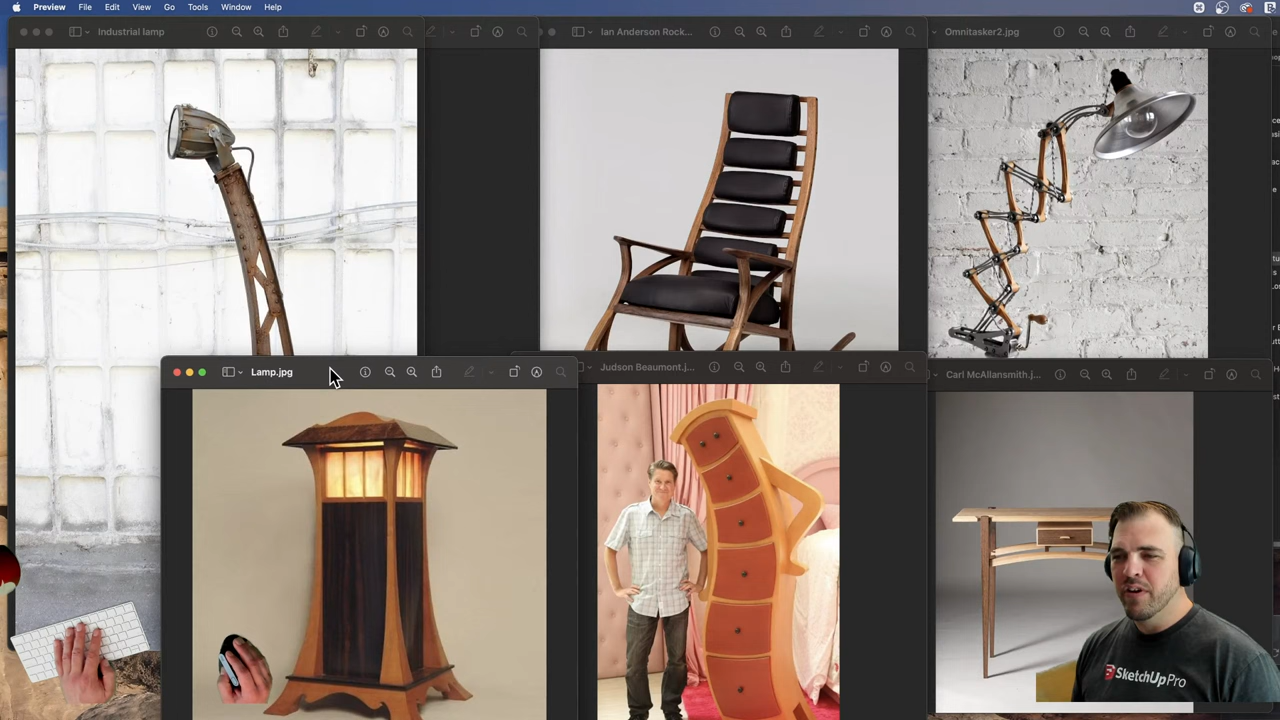 Preview File Edit View Go Tools Window Help
Industrial lamp
Ian Anderson Rock...
Omnitasker2.jpg
Lamp.jpg
Judson Beaumont.j...
Carl McAllansmith.j...
SketchUp Pro